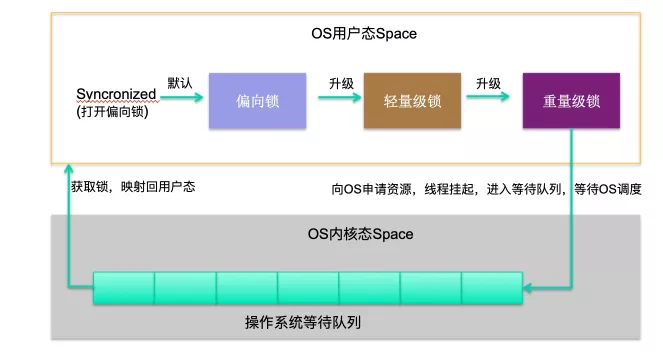 OS用户态Space
Syncronized
(打开偏向锁)
默认
偏向锁
升级
轻量级锁
升级
重量级锁
获取锁，映射回用户态
向OS申请资源，线程挂起，进入等待队列，等待OS调度
OS内核态Space
操作系统等待队列